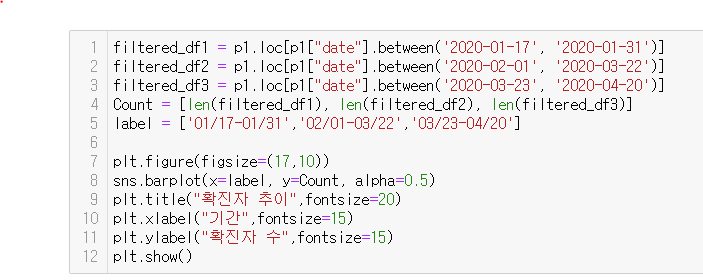 1 filtered_df1 = p1.loc[p1["date"].between('2020-01-17', '2020-01-31')]
2 filtered_df2 = p1.loc[p1["date"].between('2020-02-01', '2020-03-22')]
3 filtered_df3 = p1.loc[p1["date"].between('2020-03-23', '2020-04-20')]
4 Count = [len(filtered_df1), len(filtered_df2), len(filtered_df3)]
5 label = ['01/17-01/31','02/01-03/22','03/23-04/20']
6
7 plt.figure(figsize=(17,10))
8 sns.barplot(x=label, y=Count, alpha=0.5)
9 plt.title("확진자 추이",fontsize=20)
10 plt.xlabel("기간",fontsize=15)
11 plt.ylabel("확진자 수",fontsize=15)
12 plt.show()